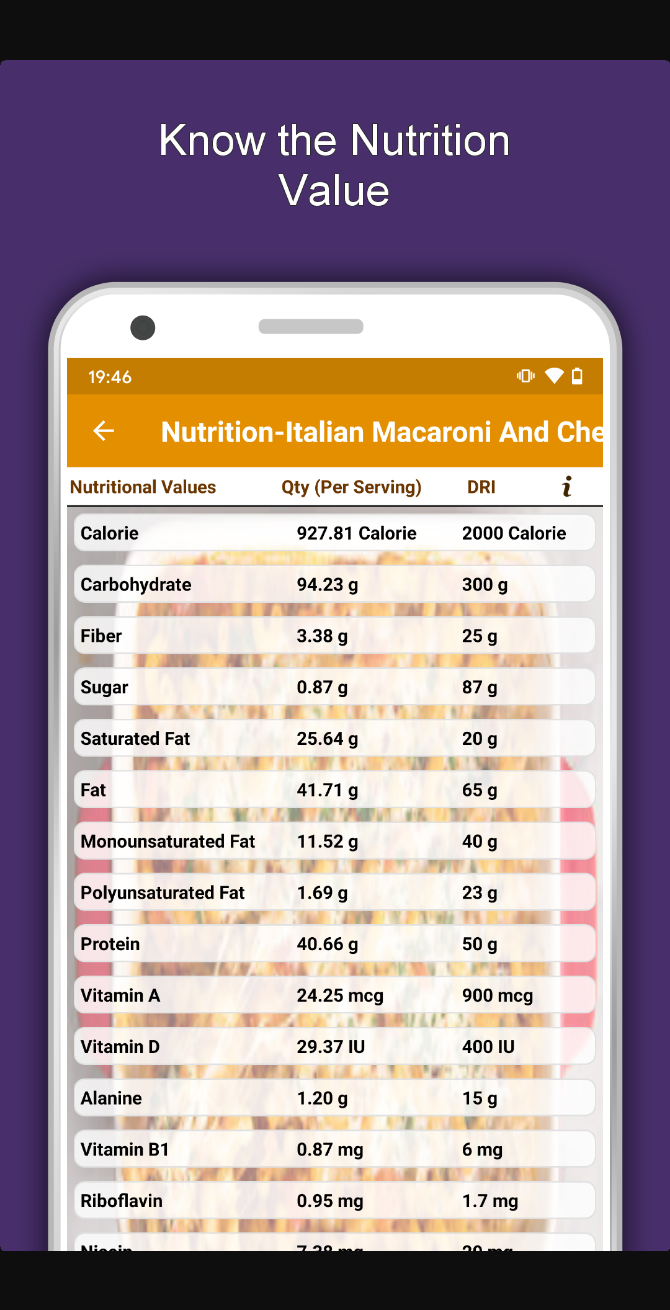 Know the Nutrition
Value
19:46
Nutrition-Italian Macaroni And Che
Nutritional Values Qty (Per Serving) DRI i
Calorie 927.81 Calorie 2000 Calorie
Carbohydrate 94.23 g 300 g
Fiber 3.38 g 25 g
Sugar 0.87 g 87 g
Saturated Fat 25.64 g 20 g
Fat 41.71 g 65 g
Monounsaturated Fat 11.52 g 40 g
Polyunsaturated Fat 1.69 g 23 g
Protein 40.66 g 50 g
Vitamin A 24.25 mcg 900 mcg
Vitamin D 29.37 IU 400 IU
Alanine 1.20 g 15 g
Vitamin B1 0.87 mg 6 mg
Riboflavin 0.95 mg 1.7 mg